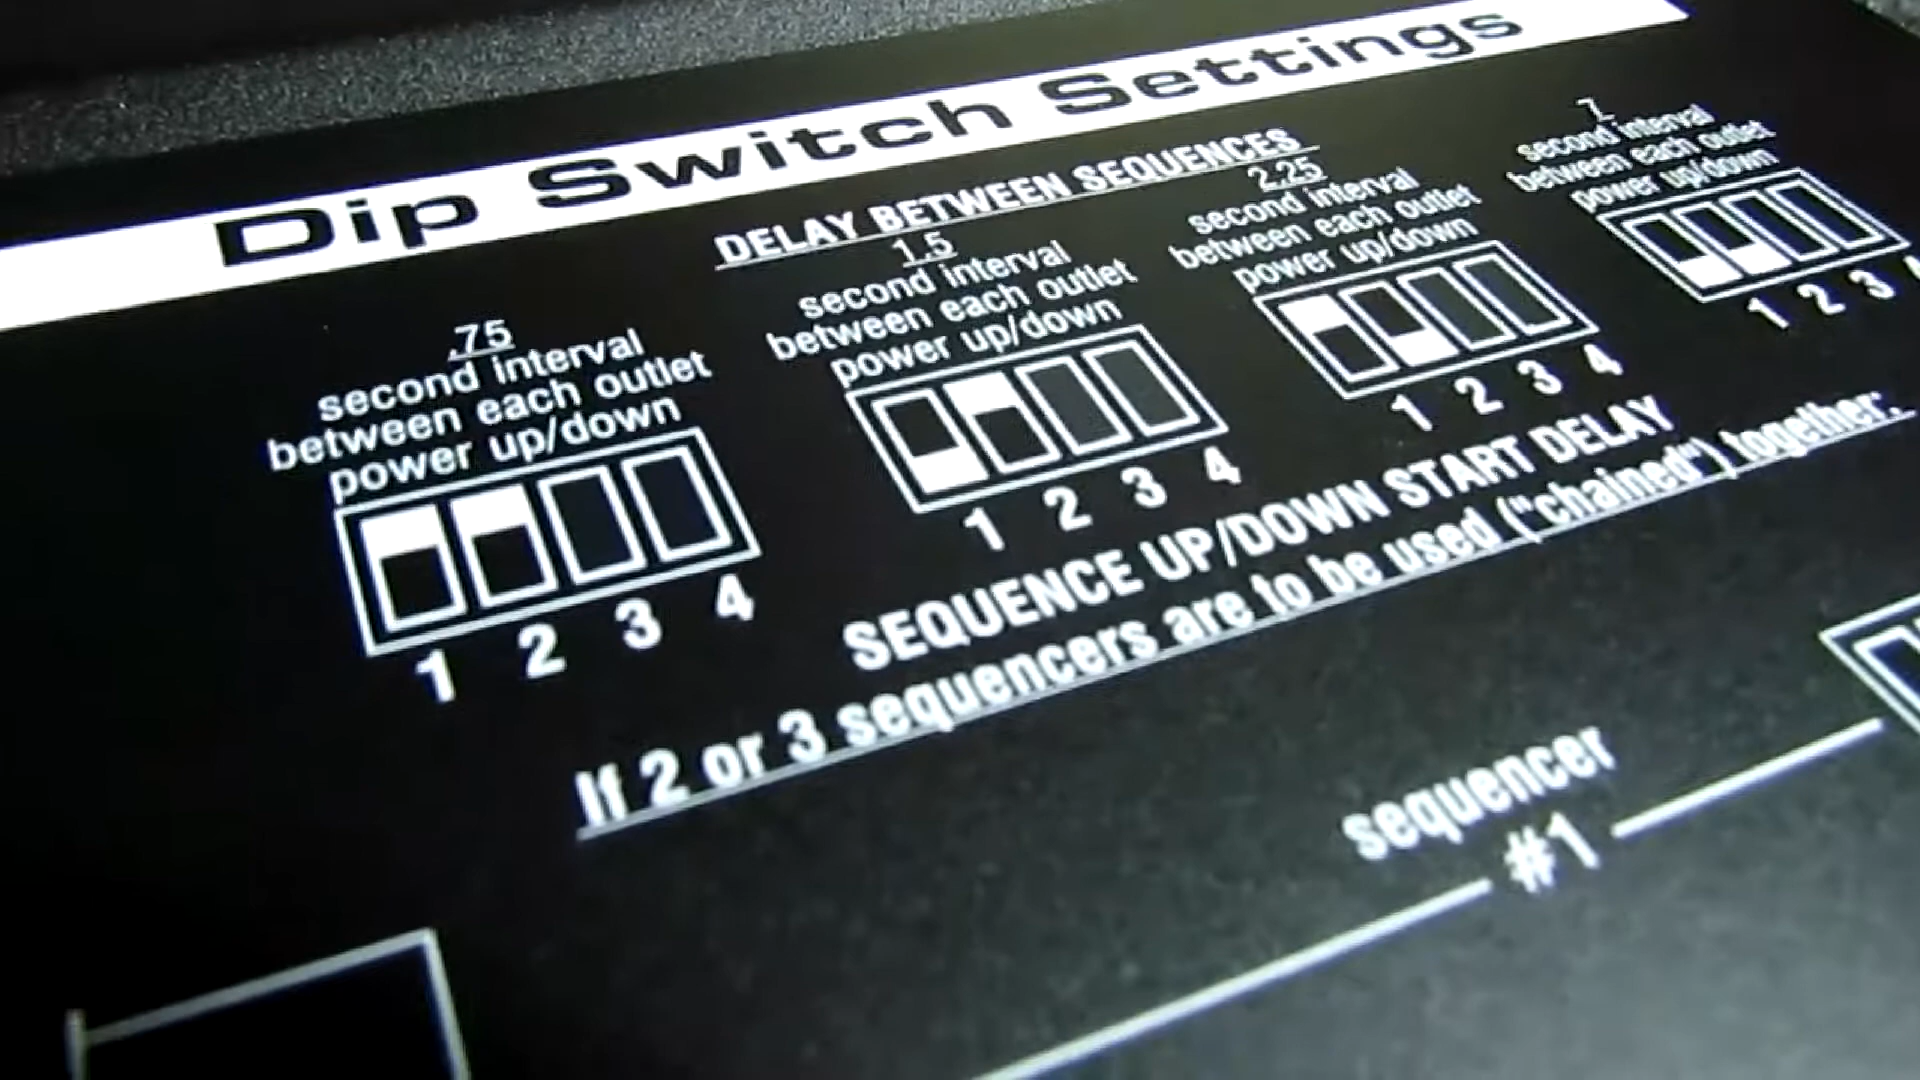 Dip Switch Settings
DELAY BETWEEN SEQUENCES
.75
second interval
between each outlet
power up/down
1 2 3 4
1.5
second interval
between each outlet
power up/down
1 2 3 4
2.25
second interval
between each outlet
power up/down
1 2 3 4
7
second interval
between each outlet
power up/down
1 2 3 4
SEQUENCE UP/DOWN START DELAY
If 2 or 3 sequencers are to be used ("chained") together:
sequencer
#1